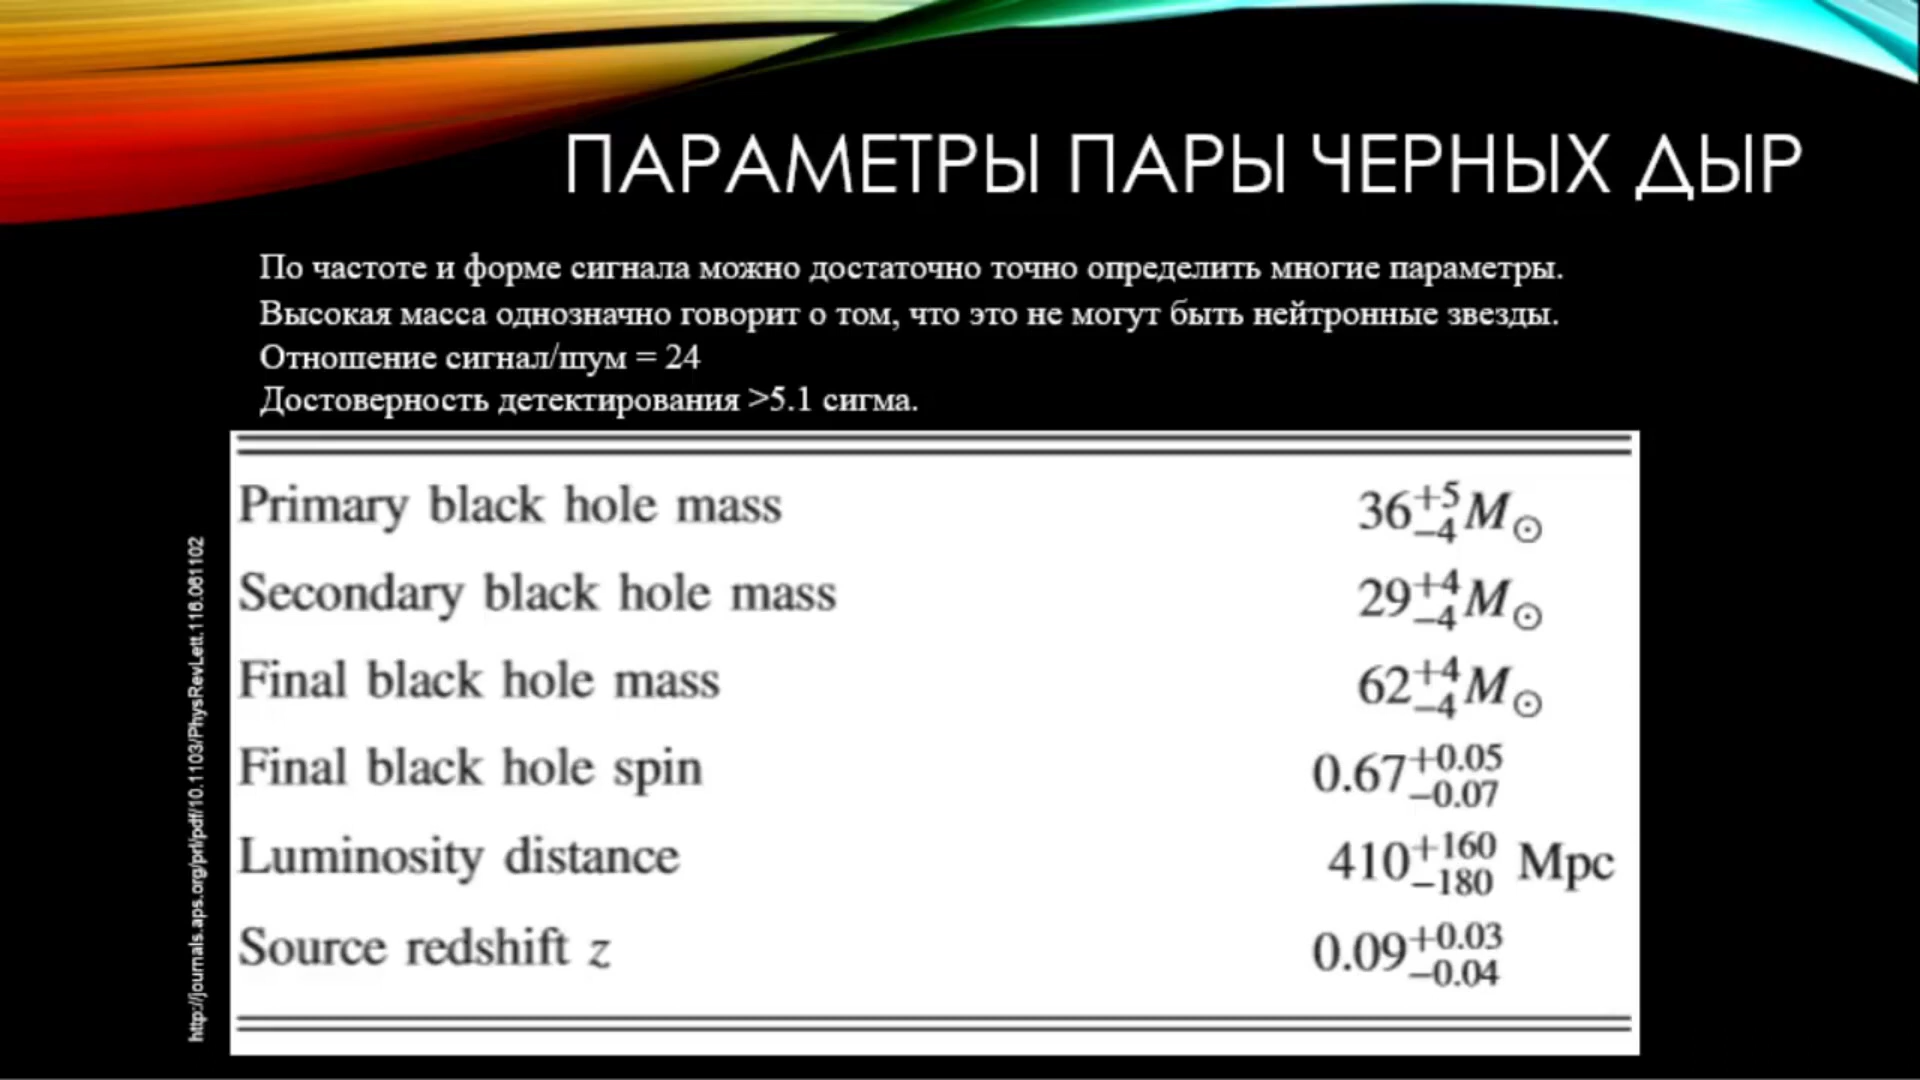 ПАРАМЕТРЫ ПАРЫ ЧЕРНЫХ ДЫР
По частоте и форме сигнала можно достаточно точно определить многие параметры.
Высокая масса однозначно говорит о том, что это не могут быть нейтронные звезды.
Отношение сигнал/шум = 24
Достоверность детектирования >5.1 сигма.
Primary black hole mass 36 +5 −4 M⊙
Secondary black hole mass 29 +4 −4 M⊙
Final black hole mass 62 +4 −4 M⊙
Final black hole spin 0.67 +0.05 −0.07
Luminosity distance 410 +160 −180 Mpc
Source redshift z 0.09 +0.03 −0.04
http://journals.aps.org/prl/pdf/10.1103/PhysRevLett.116.061102